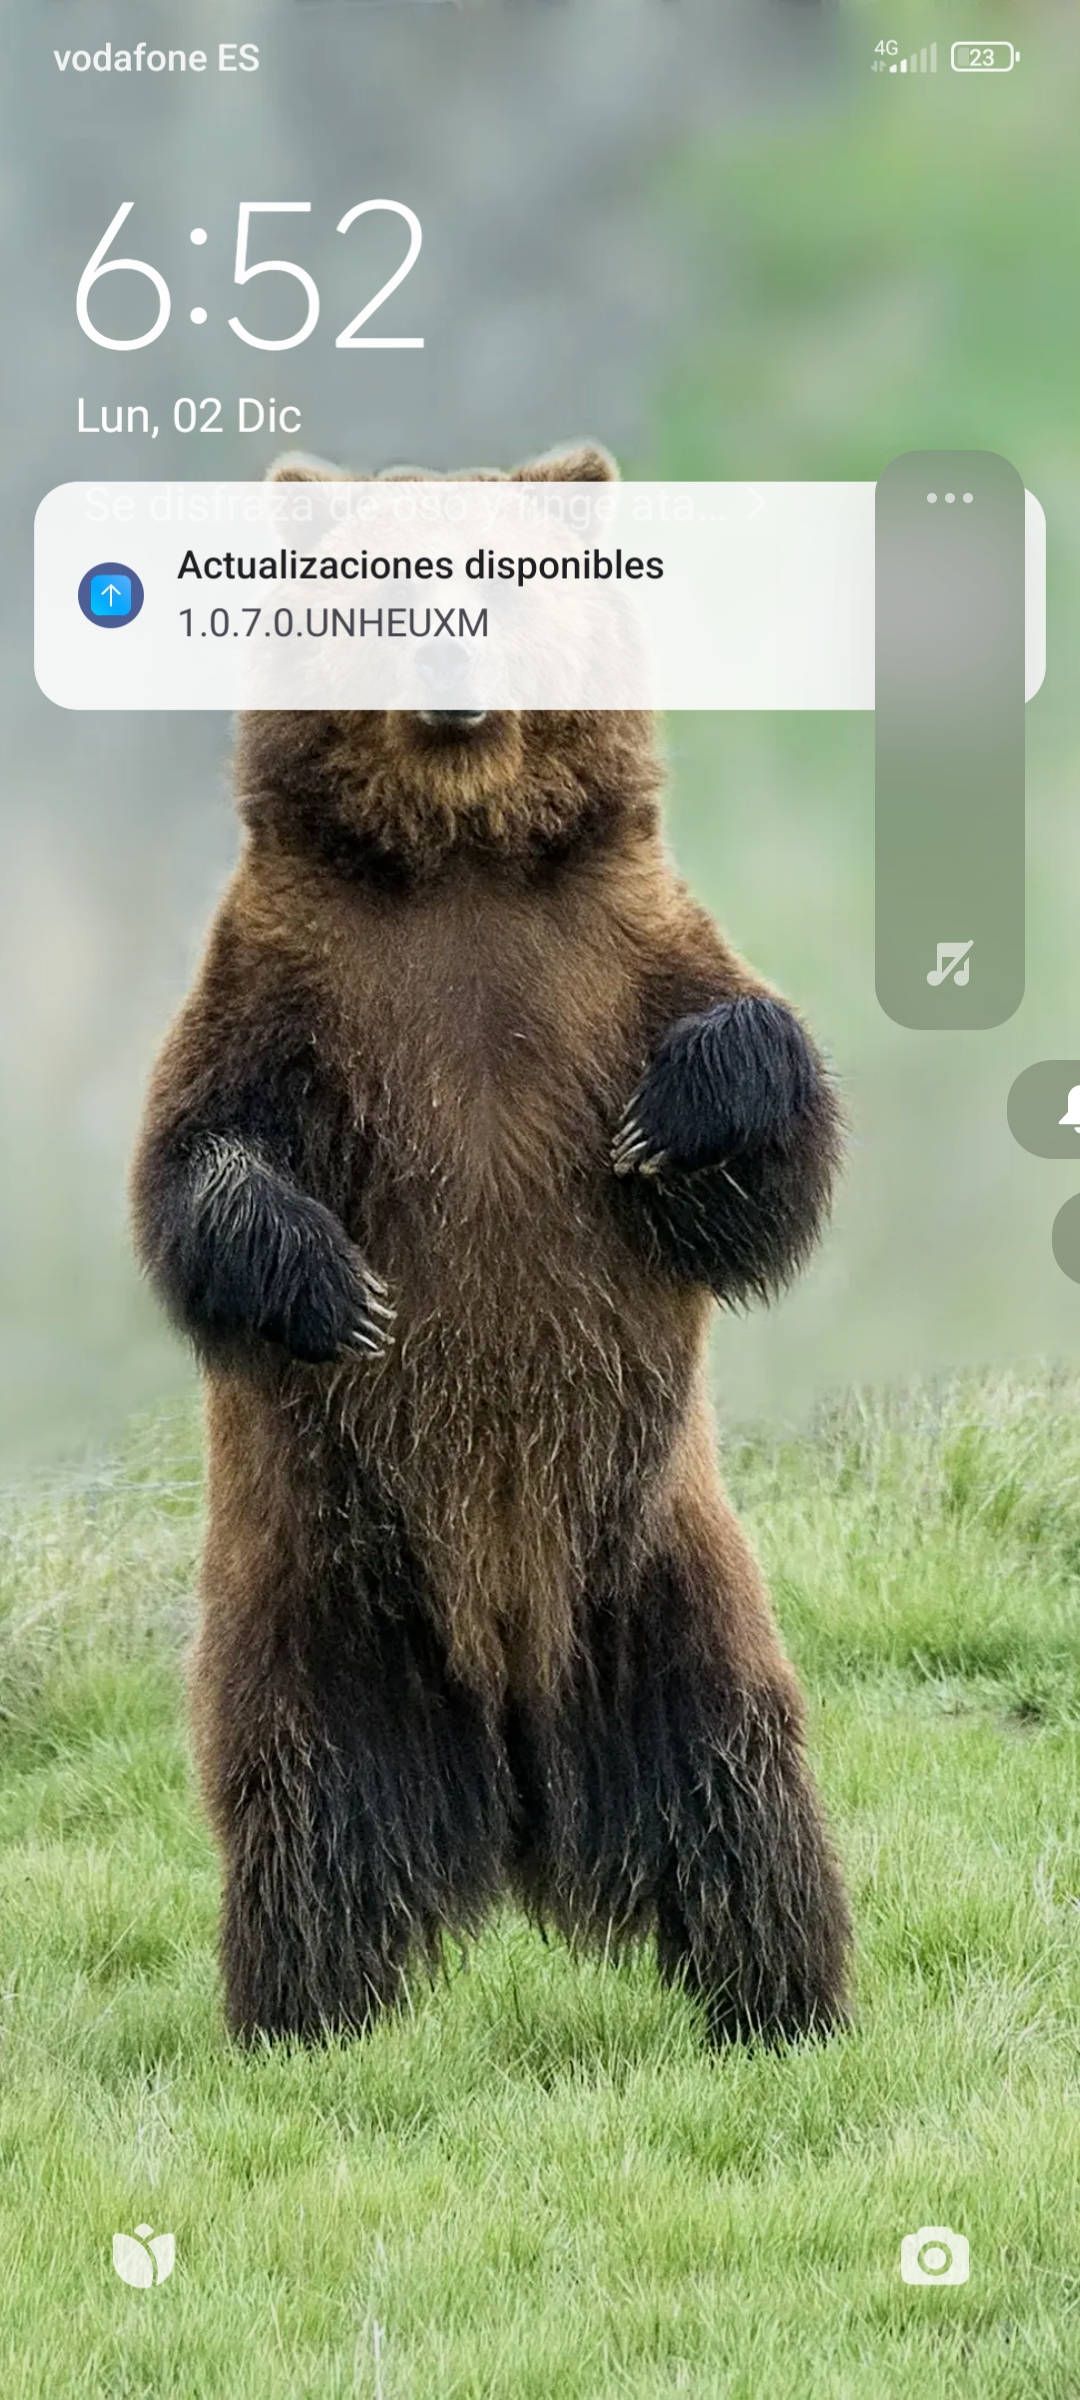 vodafone ES
4G
23
6:52
Lun, 02 Dic
Se disfraza de oso y finge ata...
Actualizaciones disponibles
1.0.7.0.UNHEUXM